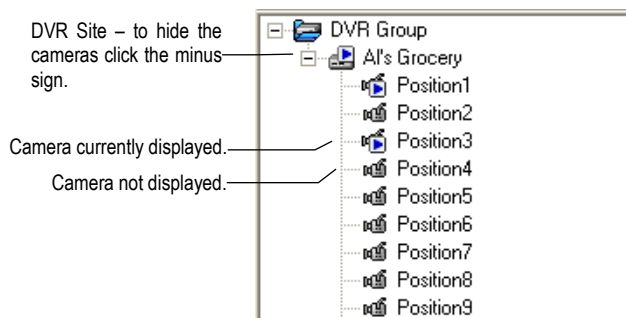 DVR Site – to hide the
cameras click the minus
sign.
Camera currently displayed.
Camera not displayed.
DVR Group
Al's Grocery
Position1
Position2
Position3
Position4
Position5
Position6
Position7
Position8
Position9